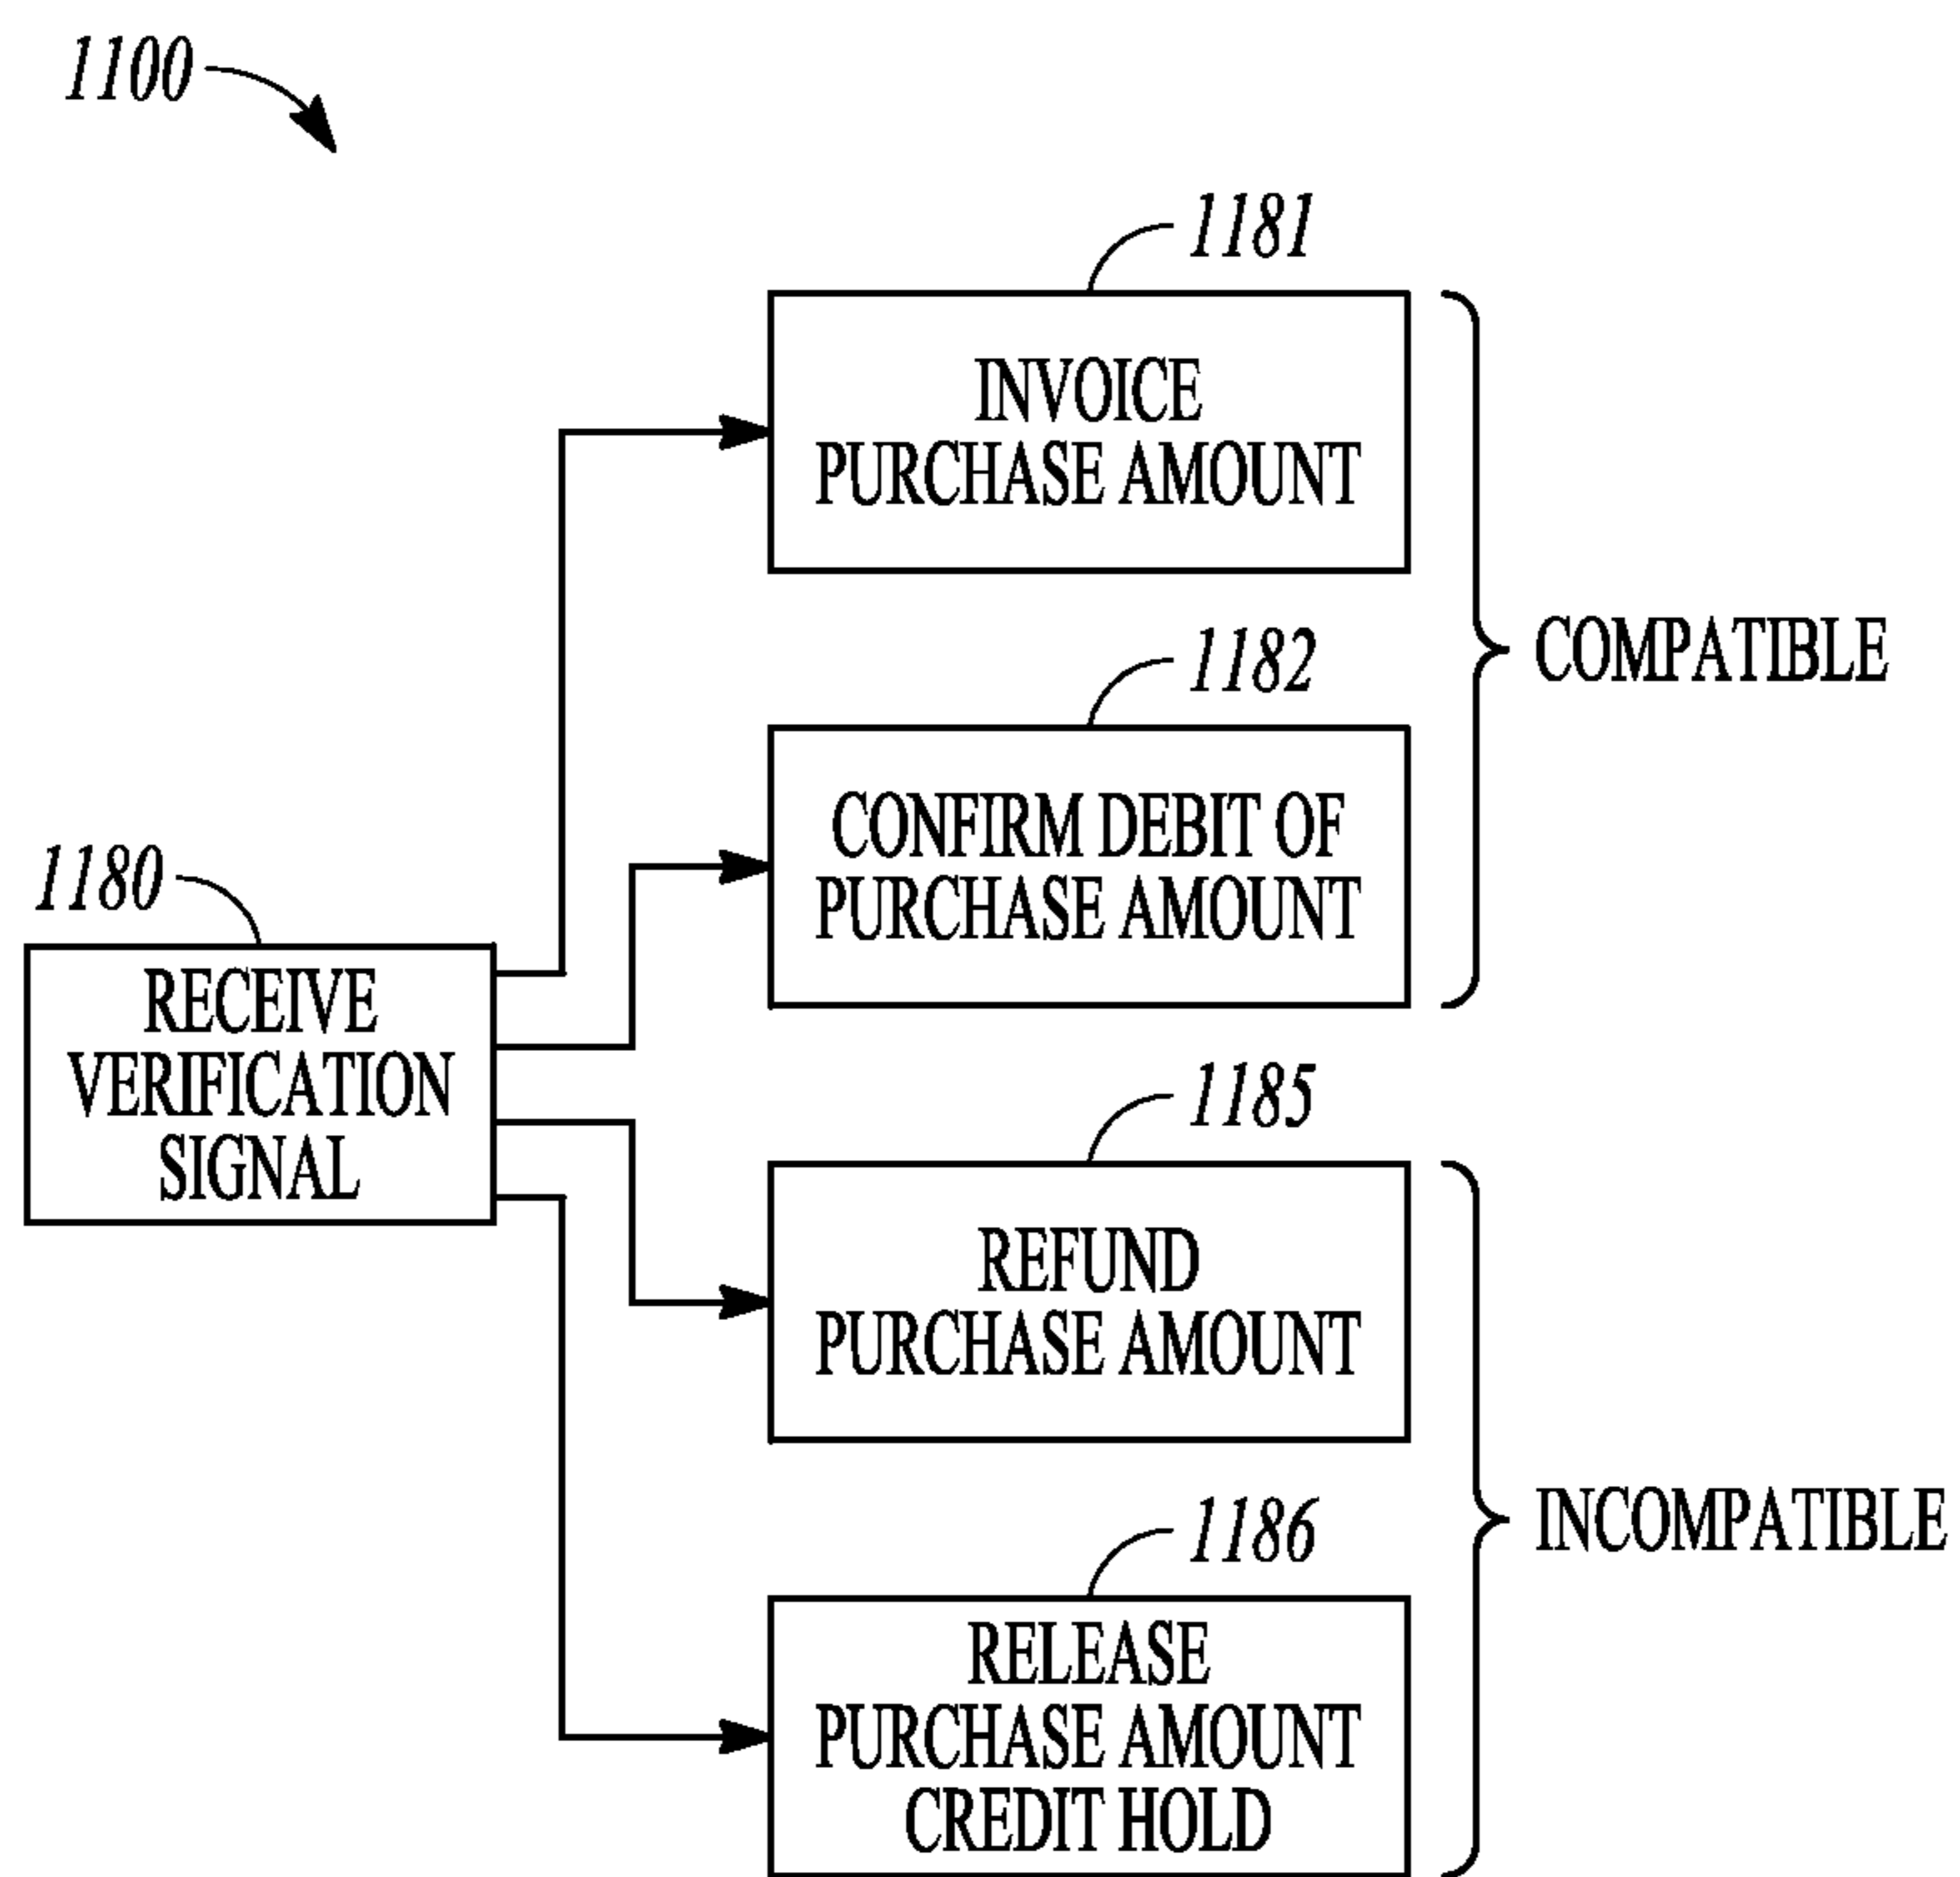 1100
1181
INVOICE
PURCHASE AMOUNT
1182
COMPATIBLE
CONFIRM DEBIT OF
PURCHASE AMOUNT
1180
RECEIVE
VERIFICATION
SIGNAL
1185
REFUND
PURCHASE AMOUNT
1186
INCOMPATIBLE
RELEASE
PURCHASE AMOUNT
CREDIT HOLD